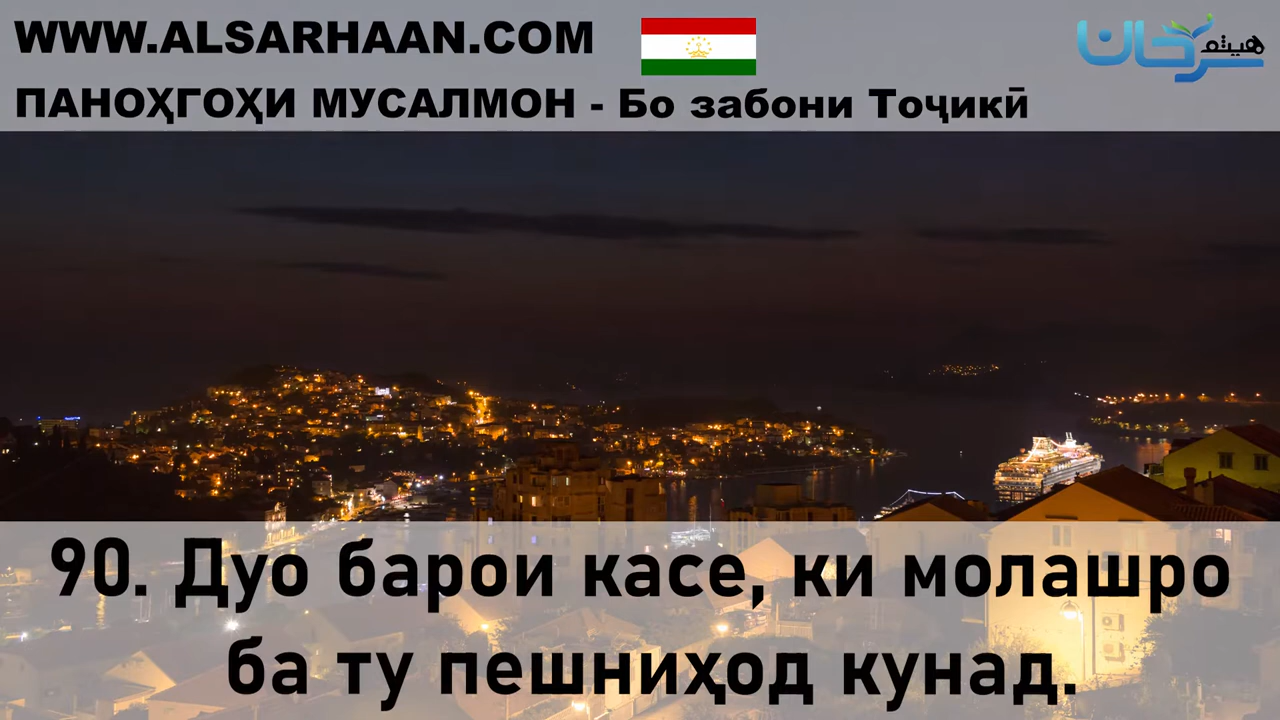 WWW.ALSARHAAN.COM
ПАНОҲГОҲИ МУСАЛМОН - Бо забони Тоҷикӣ
هيثم
سرحان
90. Дуо барои касе, ки молашро
ба ту пешниҳод кунад.